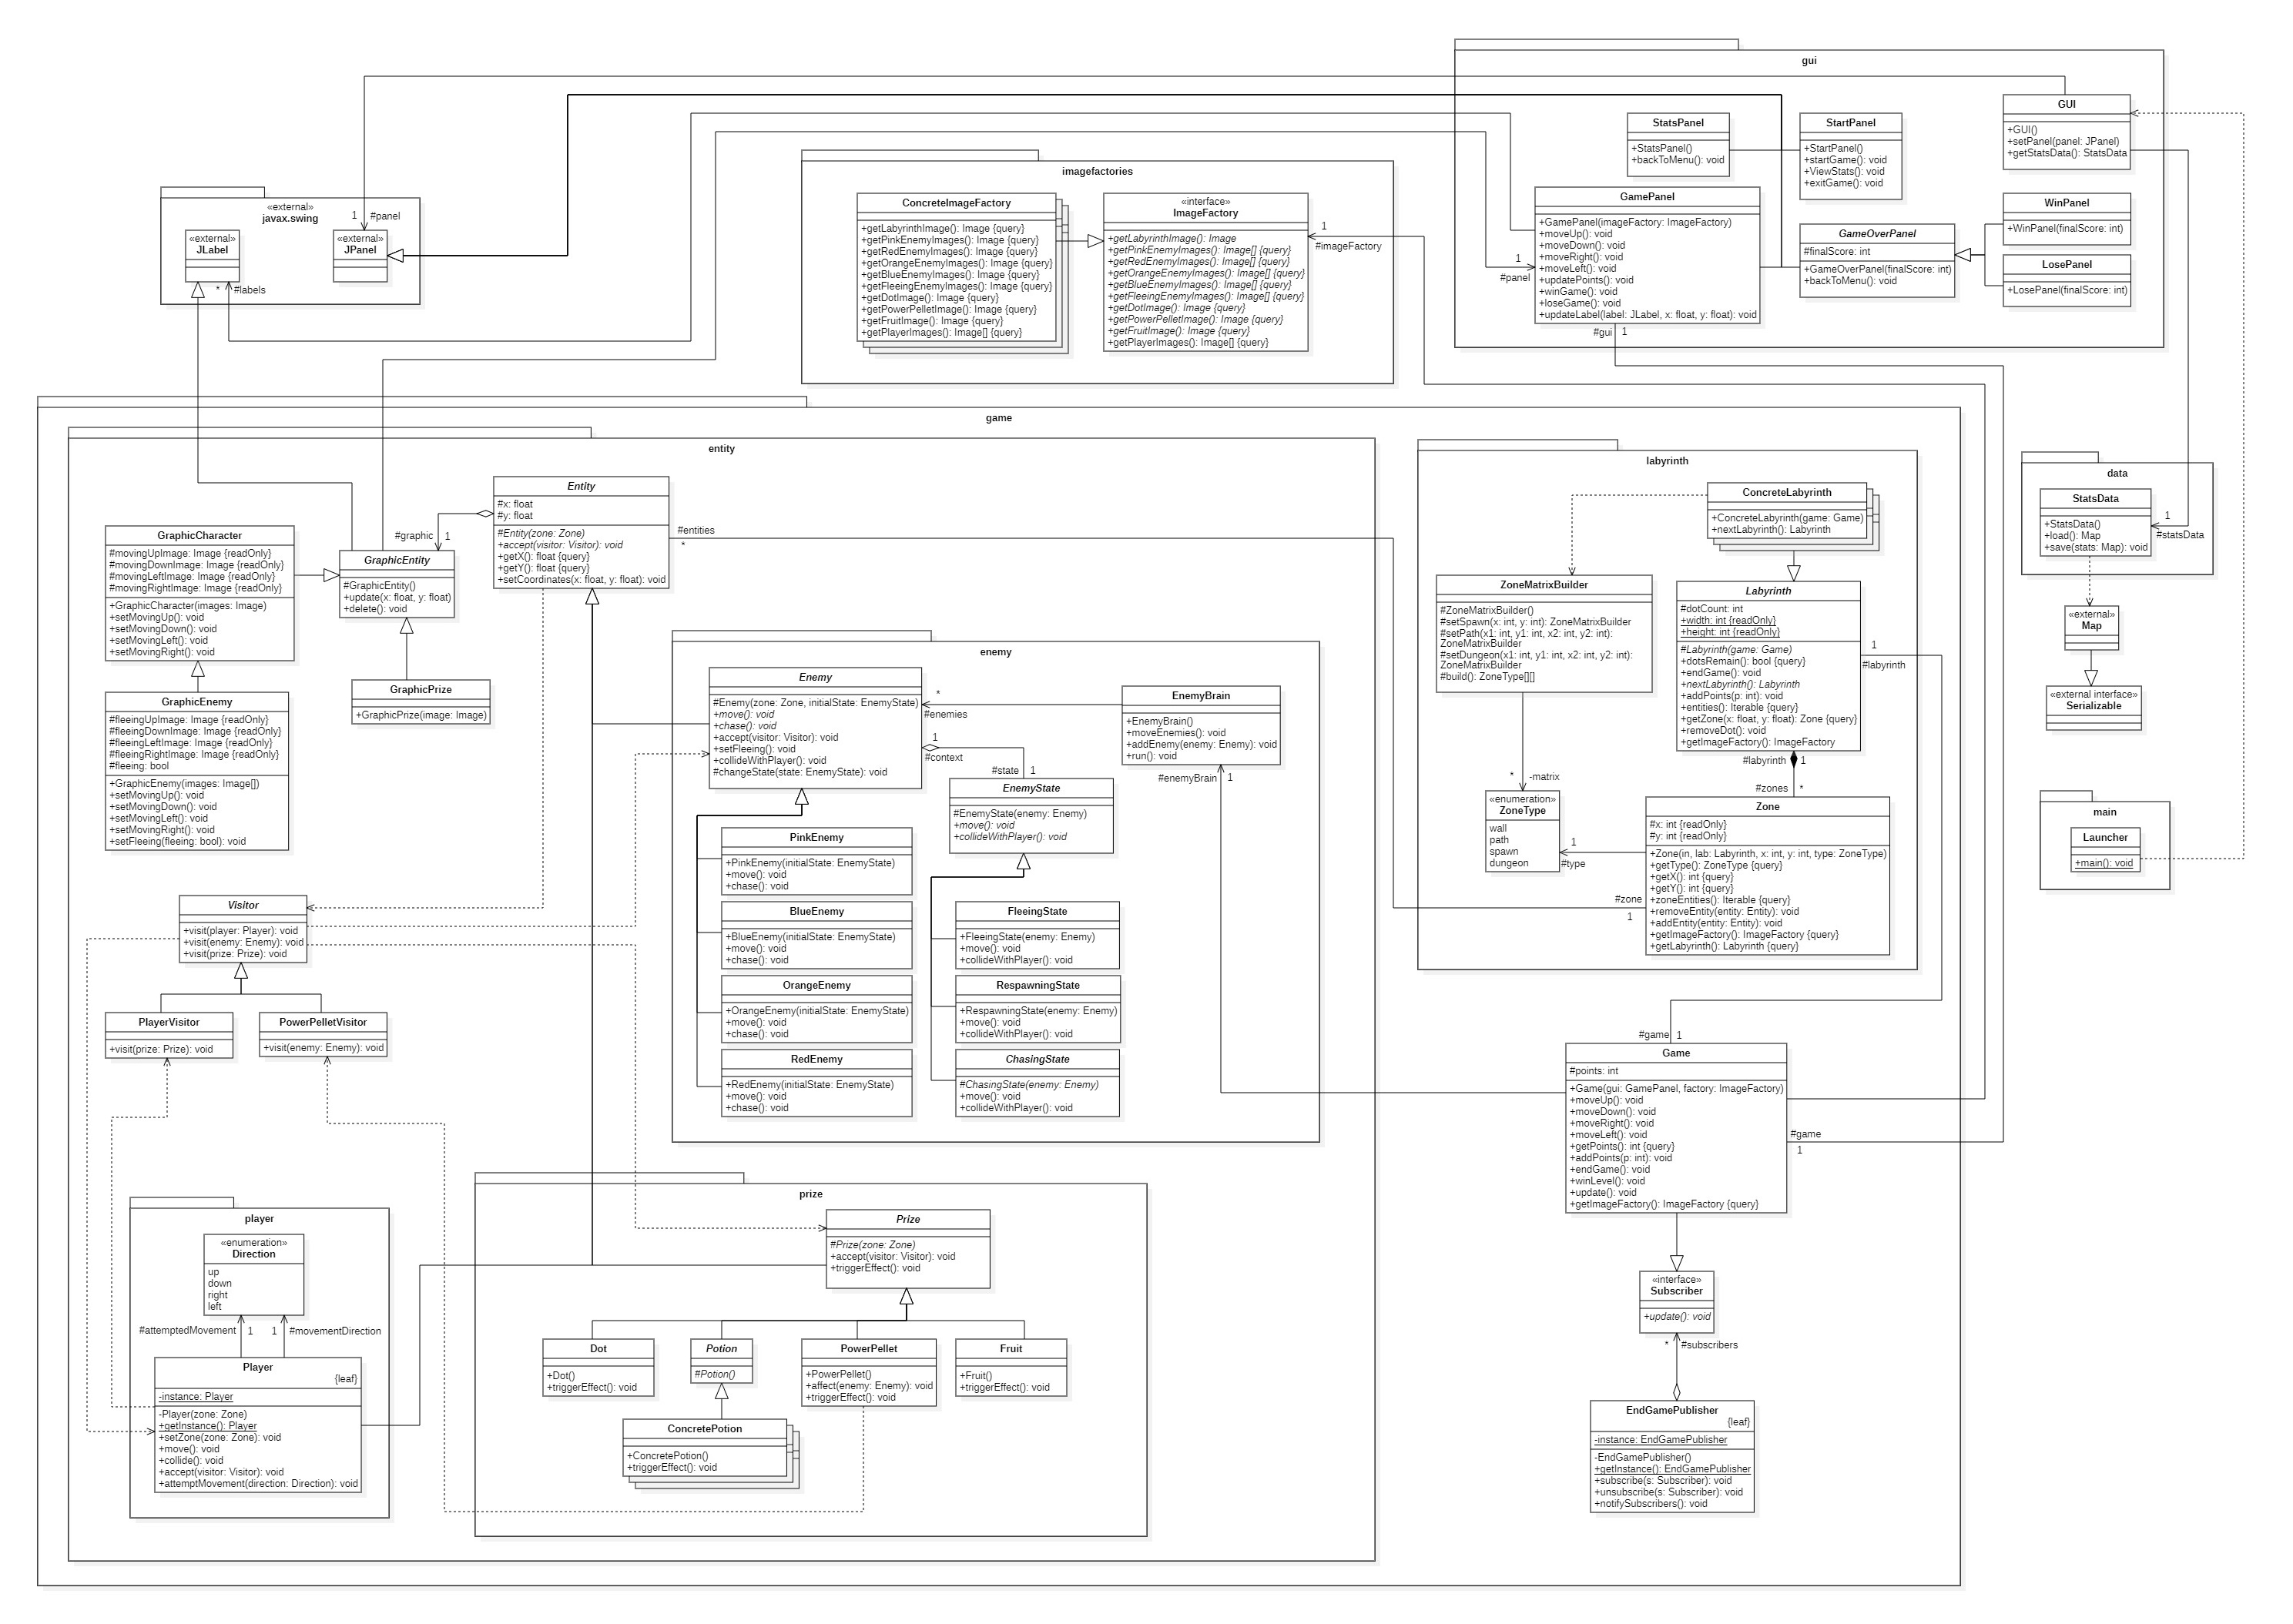 gui
GUI
+GUI()
+setPanel(panel: JPanel)
+getStatsData(): StatsData
StatsPanel
+StatsPanel()
+backToMenu(): void
StartPanel
+StartPanel()
+startGame(): void
+ViewStats(): void
+exitGame(): void
GamePanel
+GamePanel(imageFactory: ImageFactory)
+moveUp(): void
+moveDown(): void
+moveRight(): void
+moveLeft(): void
+updatePoints(): void
+winGame(): void
+loseGame(): void
+updateLabel(label: JLabel, x: float, y: float): void
1
#panel
#gui
1
GameOverPanel
#finalScore: int
+GameOverPanel(finalScore: int)
+backToMenu(): void
WinPanel
+WinPanel(finalScore: int)
LosePanel
+LosePanel(finalScore: int)
imagefactories
ConcreteImageFactory
+getLabyrinthImage(): Image {query}
+getPinkEnemyImages(): Image {query}
+getRedEnemyImages(): Image {query}
+getOrangeEnemyImages(): Image {query}
+getBlueEnemyImages(): Image {query}
+getFleeingEnemyImages(): Image {query}
+getDotImage(): Image {query}
+getPowerPelletImage(): Image {query}
+getFruitImage(): Image {query}
+getPlayerImages(): Image[] {query}
«interface»
ImageFactory
+getLabyrinthImage(): Image
+getPinkEnemyImages(): Image[] {query}
+getRedEnemyImages(): Image[] {query}
+getOrangeEnemyImages(): Image[] {query}
+getBlueEnemyImages(): Image[] {query}
+getFleeingEnemyImages(): Image[] {query}
+getDotImage(): Image {query}
+getPowerPelletImage(): Image {query}
+getFruitImage(): Image {query}
+getPlayerImages(): Image[] {query}
1
#imageFactory
«external»
javax.swing
1
#panel
«external»
JLabel
«external»
JPanel
*
#labels
game
entity
Entity
#x: float
#y: float
#Entity(zone: Zone)
+accept(visitor: Visitor): void
+getX(): float {query}
+getY(): float {query}
+setCoordinates(x: float, y: float): void
#entities
*
#graphic
1
GraphicCharacter
#movingUpImage: Image {readOnly}
#movingDownImage: Image {readOnly}
#movingLeftImage: Image {readOnly}
#movingRightImage: Image {readOnly}
+GraphicCharacter(images: Image)
+setMovingUp(): void
+setMovingDown(): void
+setMovingLeft(): void
+setMovingRight(): void
GraphicEntity
#GraphicEntity()
+update(x: float, y: float)
+delete(): void
GraphicPrize
+GraphicPrize(image: Image)
GraphicEnemy
#fleeingUpImage: Image {readOnly}
#fleeingDownImage: Image {readOnly}
#fleeingLeftImage: Image {readOnly}
#fleeingRightImage: Image {readOnly}
#fleeing: bool
+GraphicEnemy(images: Image[])
+setMovingUp(): void
+setMovingDown(): void
+setMovingLeft(): void
+setMovingRight(): void
+setFleeing(fleeing: bool): void
enemy
Enemy
#Enemy(zone: Zone, initialState: EnemyState)
+move(): void
+chase(): void
+accept(visitor: Visitor): void
+setFleeing(): void
+collideWithPlayer(): void
#changeState(state: EnemyState): void
*
#enemies
1
#context
#state
1
EnemyBrain
+EnemyBrain()
+moveEnemies(): void
+addEnemy(enemy: Enemy): void
+run(): void
#enemyBrain
1
EnemyState
#EnemyState(enemy: Enemy)
+move(): void
+collideWithPlayer(): void
PinkEnemy
+PinkEnemy(initialState: EnemyState)
+move(): void
+chase(): void
BlueEnemy
+BlueEnemy(initialState: EnemyState)
+move(): void
+chase(): void
OrangeEnemy
+OrangeEnemy(initialState: EnemyState)
+move(): void
+chase(): void
RedEnemy
+RedEnemy(initialState: EnemyState)
+move(): void
+chase(): void
FleeingState
+FleeingState(enemy: Enemy)
+move(): void
+collideWithPlayer(): void
RespawningState
+RespawningState(enemy: Enemy)
+move(): void
+collideWithPlayer(): void
ChasingState
#ChasingState(enemy: Enemy)
+move(): void
+collideWithPlayer(): void
Visitor
+visit(player: Player): void
+visit(enemy: Enemy): void
+visit(prize: Prize): void
PlayerVisitor
+visit(prize: Prize): void
PowerPelletVisitor
+visit(enemy: Enemy): void
player
«enumeration»
Direction
up
down
right
left
#attemptedMovement
1
1
#movementDirection
Player
{leaf}
-instance: Player
-Player(zone: Zone)
+getInstance(): Player
+setZone(zone: Zone): void
+move(): void
+collide(): void
+accept(visitor: Visitor): void
+attemptMovement(direction: Direction): void
prize
Prize
#Prize(zone: Zone)
+accept(visitor: Visitor): void
+triggerEffect(): void
Dot
+Dot()
+triggerEffect(): void
Potion
#Potion()
PowerPellet
+PowerPellet()
+affect(enemy: Enemy): void
+triggerEffect(): void
Fruit
+Fruit()
+triggerEffect(): void
ConcretePotion
+ConcretePotion()
+triggerEffect(): void
labyrinth
ConcreteLabyrinth
+ConcreteLabyrinth(game: Game)
+nextLabyrinth(): Labyrinth
ZoneMatrixBuilder
#ZoneMatrixBuilder()
#setSpawn(x: int, y: int): ZoneMatrixBuilder
#setPath(x1: int, y1: int, x2: int, y2: int):
ZoneMatrixBuilder
#setDungeon(x1: int, y1: int, x2: int, y2: int):
ZoneMatrixBuilder
#build(): ZoneType[][]
Labyrinth
#dotCount: int
+width: int {readOnly}
+height: int {readOnly}
#Labyrinth(game: Game)
+dotsRemain(): bool {query}
+endGame(): void
+nextLabyrinth(): Labyrinth
+addPoints(p: int): void
+entities(): Iterable {query}
+getZone(x: float, y: float): Zone {query}
+removeDot(): void
+getImageFactory(): ImageFactory
1
#labyrinth
#labyrinth
1
#zones
*
*
-matrix
«enumeration»
ZoneType
wall
path
spawn
dungeon
1
#type
Zone
#x: int {readOnly}
#y: int {readOnly}
+Zone(in, lab: Labyrinth, x: int, y: int, type: ZoneType)
+getType(): ZoneType {query}
+getX(): int {query}
+getY(): int {query}
+zoneEntities(): Iterable {query}
+removeEntity(entity: Entity): void
+addEntity(entity: Entity): void
+getImageFactory(): ImageFactory {query}
+getLabyrinth(): Labyrinth {query}
#zone
1
#game
1
Game
#points: int
+Game(gui: GamePanel, factory: ImageFactory)
+moveUp(): void
+moveDown(): void
+moveRight(): void
+moveLeft(): void
+getPoints(): int {query}
+addPoints(p: int): void
+endGame(): void
+winLevel(): void
+update(): void
+getImageFactory(): ImageFactory {query}
#game
1
«interface»
Subscriber
+update(): void
*
#subscribers
EndGamePublisher
{leaf}
-instance: EndGamePublisher
-EndGamePublisher()
+getInstance(): EndGamePublisher
+subscribe(s: Subscriber): void
+unsubscribe(s: Subscriber): void
+notifySubscribers(): void
data
StatsData
+StatsData()
+load(): Map
+save(stats: Map): void
1
#statsData
«external»
Map
«external interface»
Serializable
main
Launcher
+main(): void